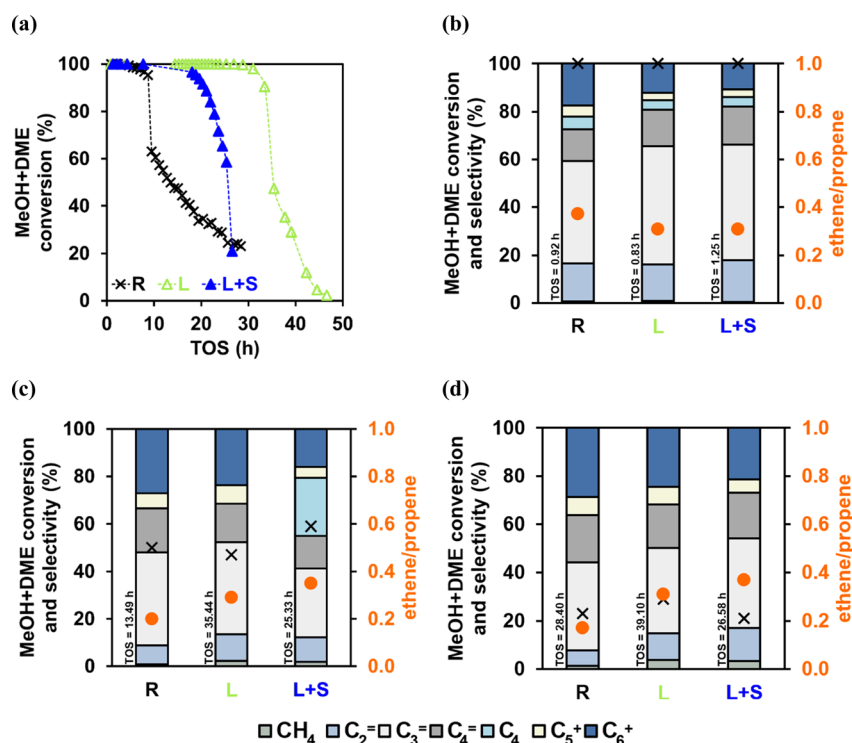 (a)
100
80
60
40
20
0
MeOH+DME
conversion (%)
R L L+S
0 10 20 30 40 50
TOS (h)
(b)
100
80
60
40
20
0
MeOH+DME conversion
and selectivity (%)
TOS = 0.92 h
TOS = 0.83 h
TOS = 1.25 h
1.0
0.8
0.6
0.4
0.2
0.0
ethene/propene
R L L+S
(c)
100
80
60
40
20
0
MeOH+DME conversion
and selectivity (%)
TOS = 13.49 h
TOS = 35.44 h
TOS = 25.33 h
1.0
0.8
0.6
0.4
0.2
0.0
ethene/propene
R L L+S
(d)
100
80
60
40
20
0
MeOH+DME conversion
and selectivity (%)
TOS = 28.40 h
TOS = 39.10 h
TOS = 26.58 h
1.0
0.8
0.6
0.4
0.2
0.0
ethene/propene
R L L+S
CH₄ C₂⁼ C₃⁼ C₄⁼ C₄ C₅⁺ C₆⁺